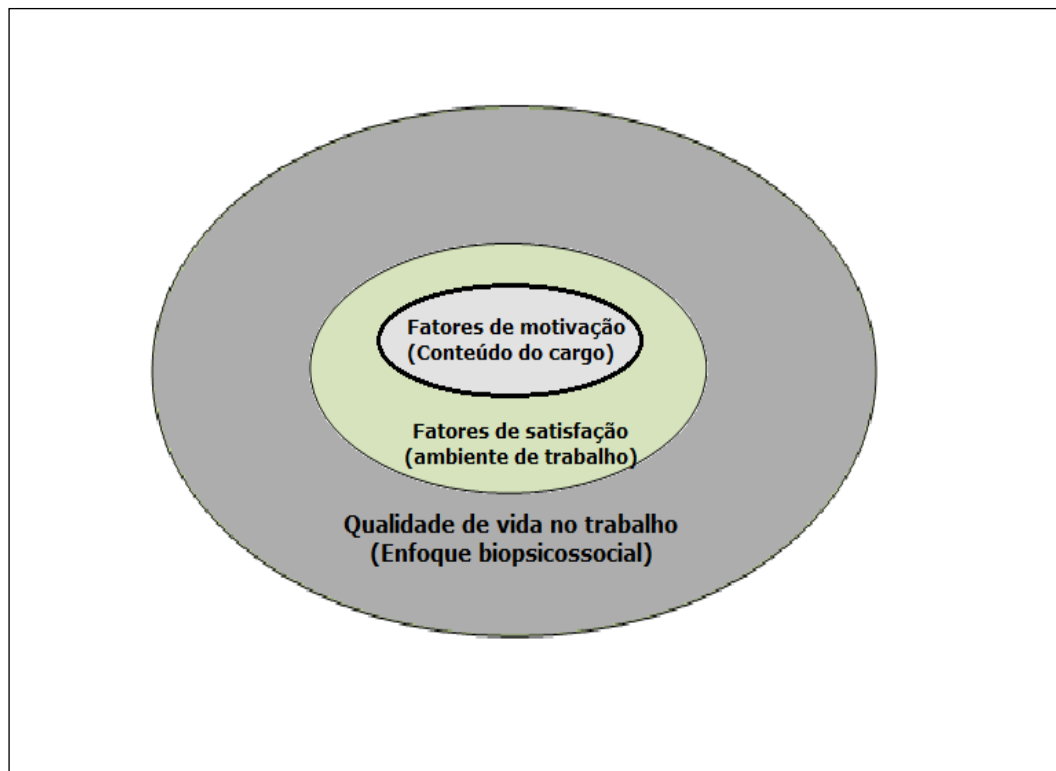 Fatores de motivação
(Conteúdo do cargo)
Fatores de satisfação
(ambiente de trabalho)
Qualidade de vida no trabalho
(Enfoque biopsicossocial)